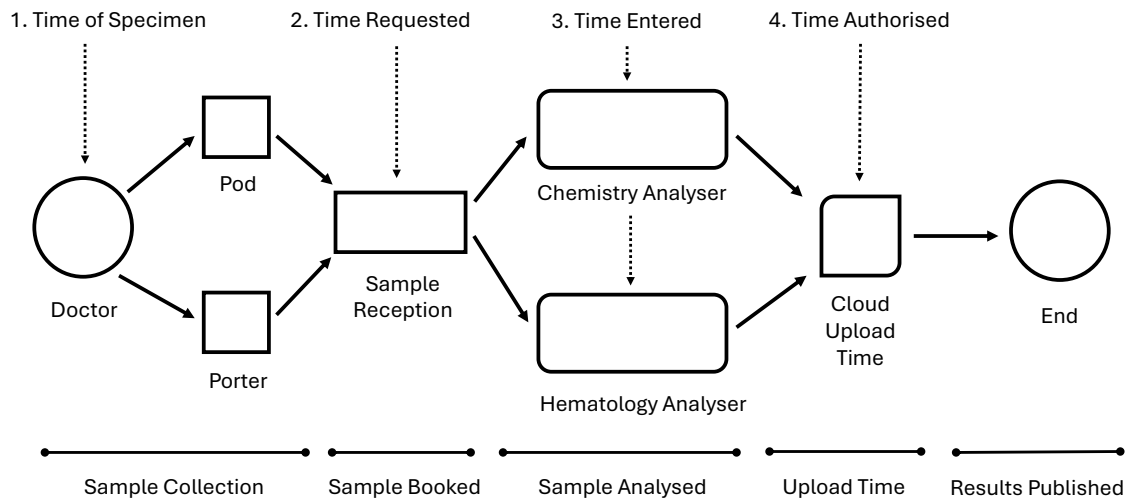 1. Time of Specimen
2. Time Requested
3. Time Entered
4. Time Authorised
Pod
Chemistry Analyser
Sample
Reception
Doctor
Cloud
Upload
Time
End
Porter
Hematology Analyser
Sample Collection
Sample Booked
Sample Analysed
Upload Time
Results Published